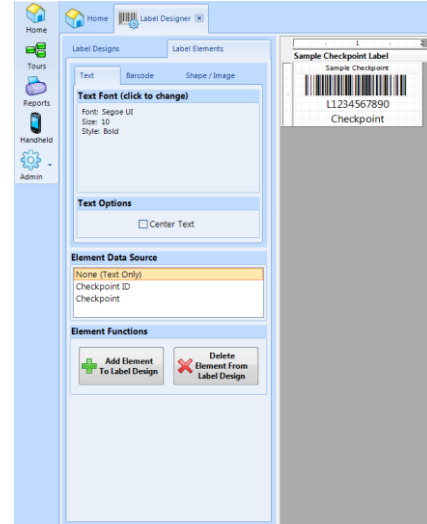 Home
Tours
Reports
Handheld
Admin
Home
Label Designer
Label Designs
Label Elements
Text
Barcode
Shape / Image
Text Font (click to change)
Font: Segoe UI
Size: 10
Style: Bold
Text Options
Center Text
Element Data Source
None (Text Only)
Checkpoint ID
Checkpoint
Element Functions
Add Element
To Label Design
Delete
Element From
Label Design
1
2
Sample Checkpoint Label
Sample Checkpoint
L1234567890
Checkpoint